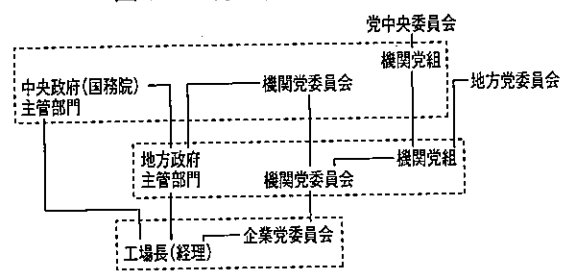 党中央委員会
機関党組
中央政府(国務院)
主管部門
機関党委員会
地方党委員会
地方政府
主管部門
機関党委員会
機関党組
企業党委員会
工場長(経理)